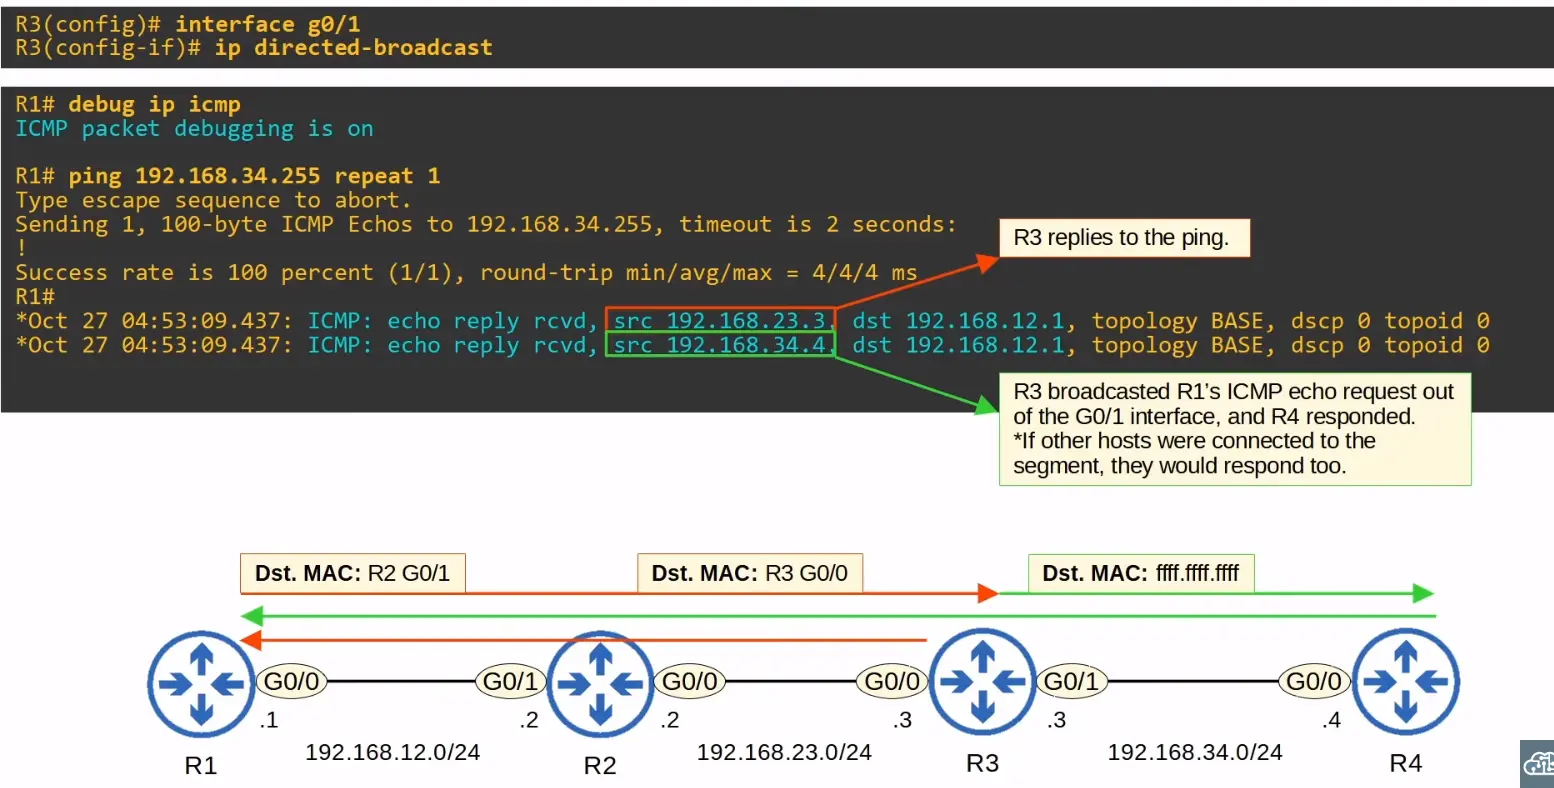 R3(config)# interface g0/1
R3(config-if)# ip directed-broadcast
R1# debug ip icmp
ICMP packet debugging is on
R1# ping 192.168.34.255 repeat 1
Type escape sequence to abort.
Sending 1, 100-byte ICMP Echos to 192.168.34.255, timeout is 2 seconds:
!
Success rate is 100 percent (1/1), round-trip min/avg/max = 4/4/4 ms
R1#
*Oct 27 04:53:09.437: ICMP: echo reply rcvd, src 192.168.23.3, dst 192.168.12.1, topology BASE, dscp 0 topoid 0
*Oct 27 04:53:09.437: ICMP: echo reply rcvd, src 192.168.34.4, dst 192.168.12.1, topology BASE, dscp 0 topoid 0
R3 replies to the ping.
R3 broadcasted R1’s ICMP echo request out
of the G0/1 interface, and R4 responded.
*If other hosts were connected to the
segment, they would respond too.
Dst. MAC: R2 G0/1
Dst. MAC: R3 G0/0
Dst. MAC: ffff.ffff.ffff
G0/0
G0/1
G0/0
G0/0
G0/1
G0/0
.1
.2
.2
.3
.3
.4
192.168.12.0/24
192.168.23.0/24
192.168.34.0/24
R1
R2
R3
R4